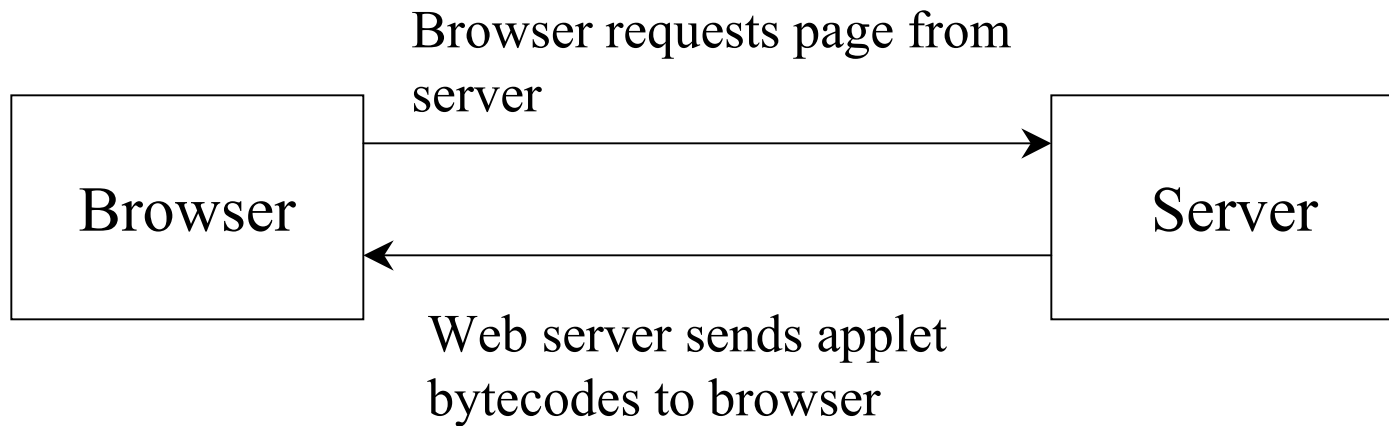 Browser requests page from
server
Browser
Server
Web server sends applet
bytecodes to browser